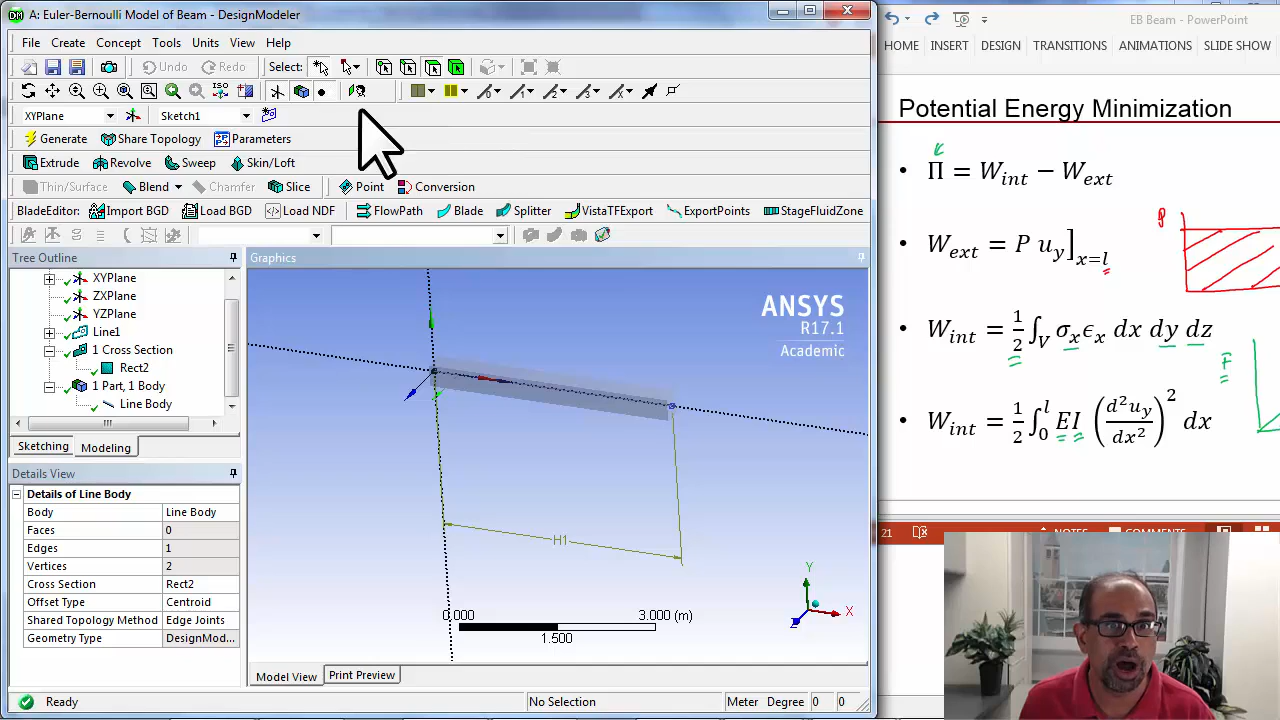 A: Euler-Bernoulli Model of Beam - DesignModeler
File Create Concept Tools Units View Help
Undo Redo Select:
XYPlane Sketch1
Generate Share Topology Parameters
Extrude Revolve Sweep Skin/Loft
Thin/Surface Blend Chamfer Slice Point Conversion
BladeEditor: Import BGD Load BGD Load NDF FlowPath Blade Splitter VistaTFExport ExportPoints StageFluidZone
Tree Outline
XYPlane
ZXPlane
YZPlane
Line1
1 Cross Section
Rect2
1 Part, 1 Body
Line Body
Sketching Modeling
Details View
Details of Line Body
Body Line Body
Faces 0
Edges 1
Vertices 2
Cross Section Rect2
Offset Type Centroid
Shared Topology Method Edge Joints
Geometry Type DesignMod...
Graphics
ANSYS
R17.1
Academic
H1
Y
X
Z
0.000 3.000 (m)
1.500
Model View Print Preview
Ready No Selection Meter Degree 0 0
EB Beam - PowerPoint
HOME INSERT DESIGN TRANSITIONS ANIMATIONS SLIDE SHOW
Potential Energy Minimization
• Π = W_int − W_ext
• W_ext = P u_y]_{x=l}
P
• W_int = 1/2 ∫_V σ_x ϵ_x dx dy dz
F
• W_int = 1/2 ∫_0^l EI (d²u_y/dx²)² dx
21 NOTES COMMENTS